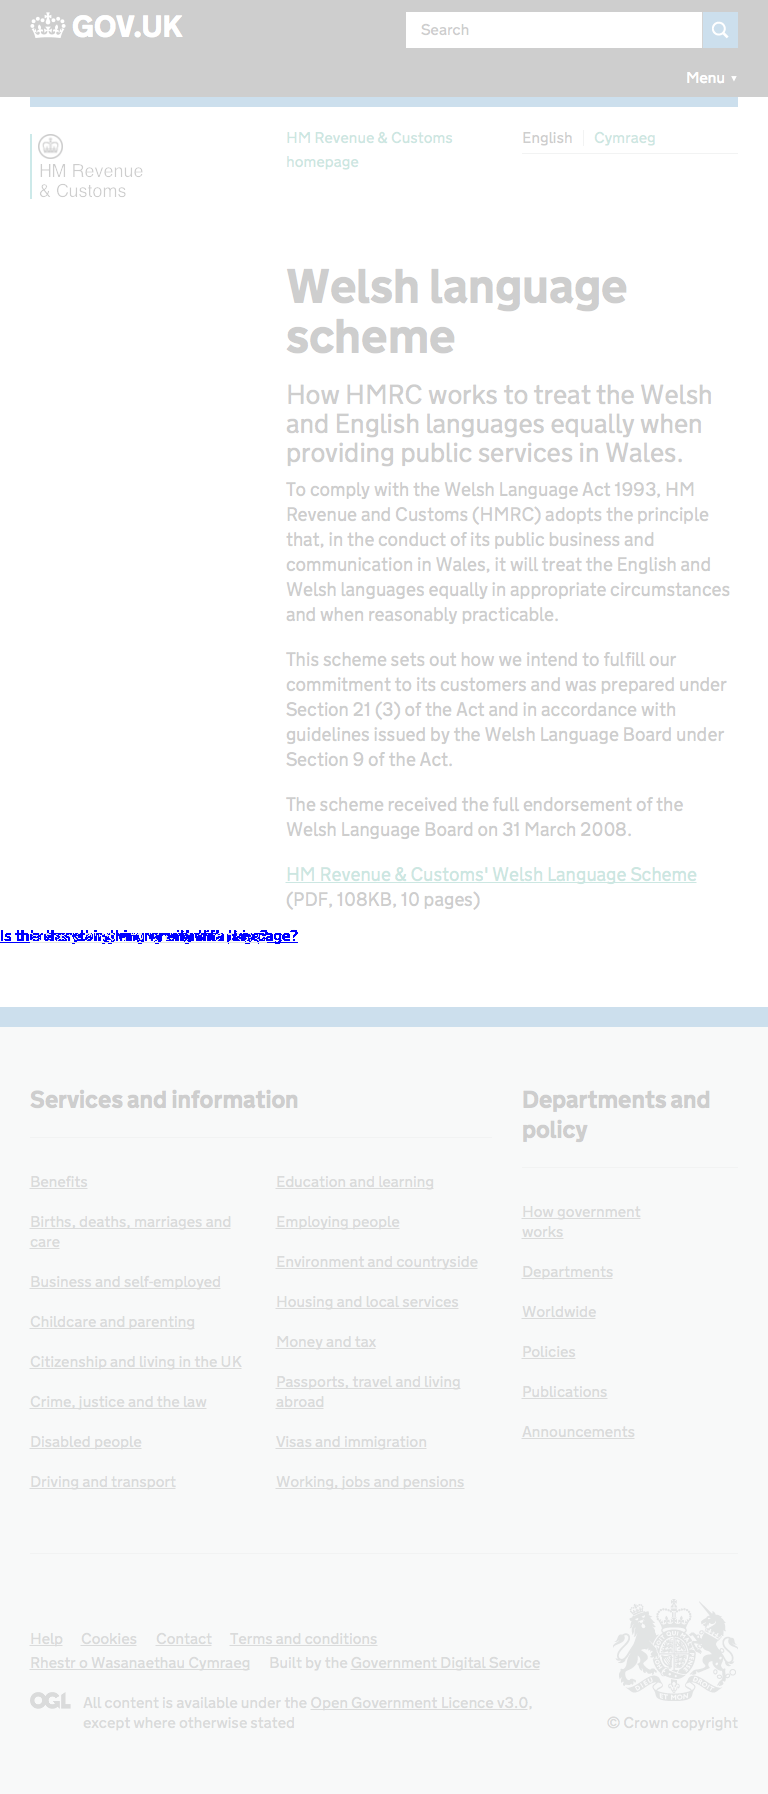 GOV.UK
Search
Menu ▼
HM Revenue & Customs
homepage
English
Cymraeg
HM Revenue
& Customs
Welsh language
scheme
How HMRC works to treat the Welsh
and English languages equally when
providing public services in Wales.
To comply with the Welsh Language Act 1993, HM
Revenue and Customs (HMRC) adopts the principle
that, in the conduct of its public business and
communication in Wales, it will treat the English and
Welsh languages equally in appropriate circumstances
and when reasonably practicable.
This scheme sets out how we intend to fulfill our
commitment to its customers and was prepared under
Section 21 (3) of the Act and in accordance with
guidelines issued by the Welsh Language Board under
Section 9 of the Act.
The scheme received the full endorsement of the
Welsh Language Board on 31 March 2008.
HM Revenue & Customs' Welsh Language Scheme
(PDF, 108KB, 10 pages)
Services and information
Benefits
Births, deaths, marriages and
care
Business and self-employed
Childcare and parenting
Citizenship and living in the UK
Crime, justice and the law
Disabled people
Driving and transport
Education and learning
Employing people
Environment and countryside
Housing and local services
Money and tax
Passports, travel and living
abroad
Visas and immigration
Working, jobs and pensions
Departments and
policy
How government
works
Departments
Worldwide
Policies
Publications
Announcements
Help
Cookies
Contact
Terms and conditions
Rhestr o Wasanaethau Cymraeg
Built by the Government Digital Service
OGL
All content is available under the Open Government Licence v3.0,
except where otherwise stated
© Crown copyright